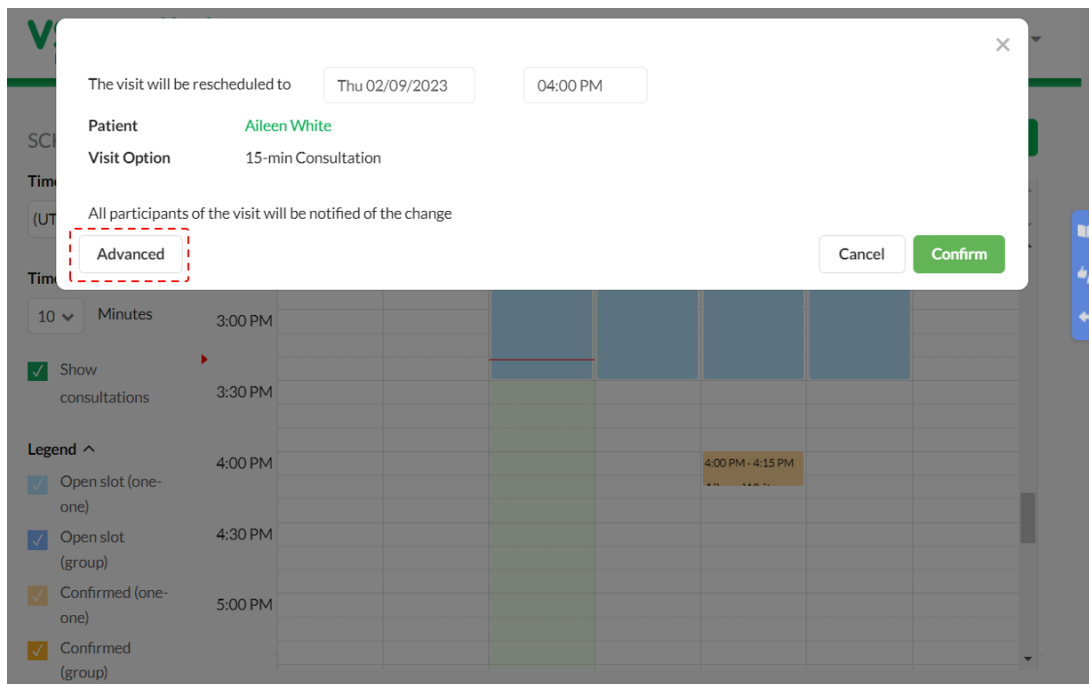 The visit will be rescheduled to Thu 02/09/2023 04:00 PM
Patient Aileen White
Visit Option 15-min Consultation
All participants of the visit will be notified of the change
Advanced Cancel Confirm
(UT
10 Minutes
Show
consultations
Legend
Open slot (one-
one)
Open slot
(group)
Confirmed (one-
one)
Confirmed
(group)
3:00 PM
3:30 PM
4:00 PM
4:30 PM
5:00 PM
4:00 PM - 4:15 PM